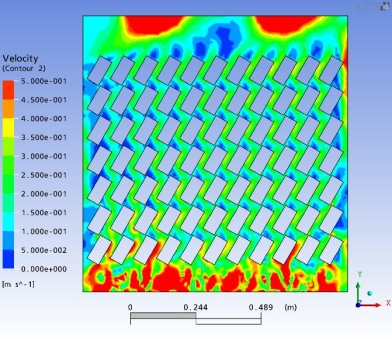 Velocity
(Contour 2)
5.000e-001
4.500e-001
4.000e-001
3.500e-001
3.000e-001
2.500e-001
2.000e-001
1.500e-001
1.000e-001
5.000e-002
0.000e+000
[m s^-1]
0 0.244 0.489 (m)
Y
X